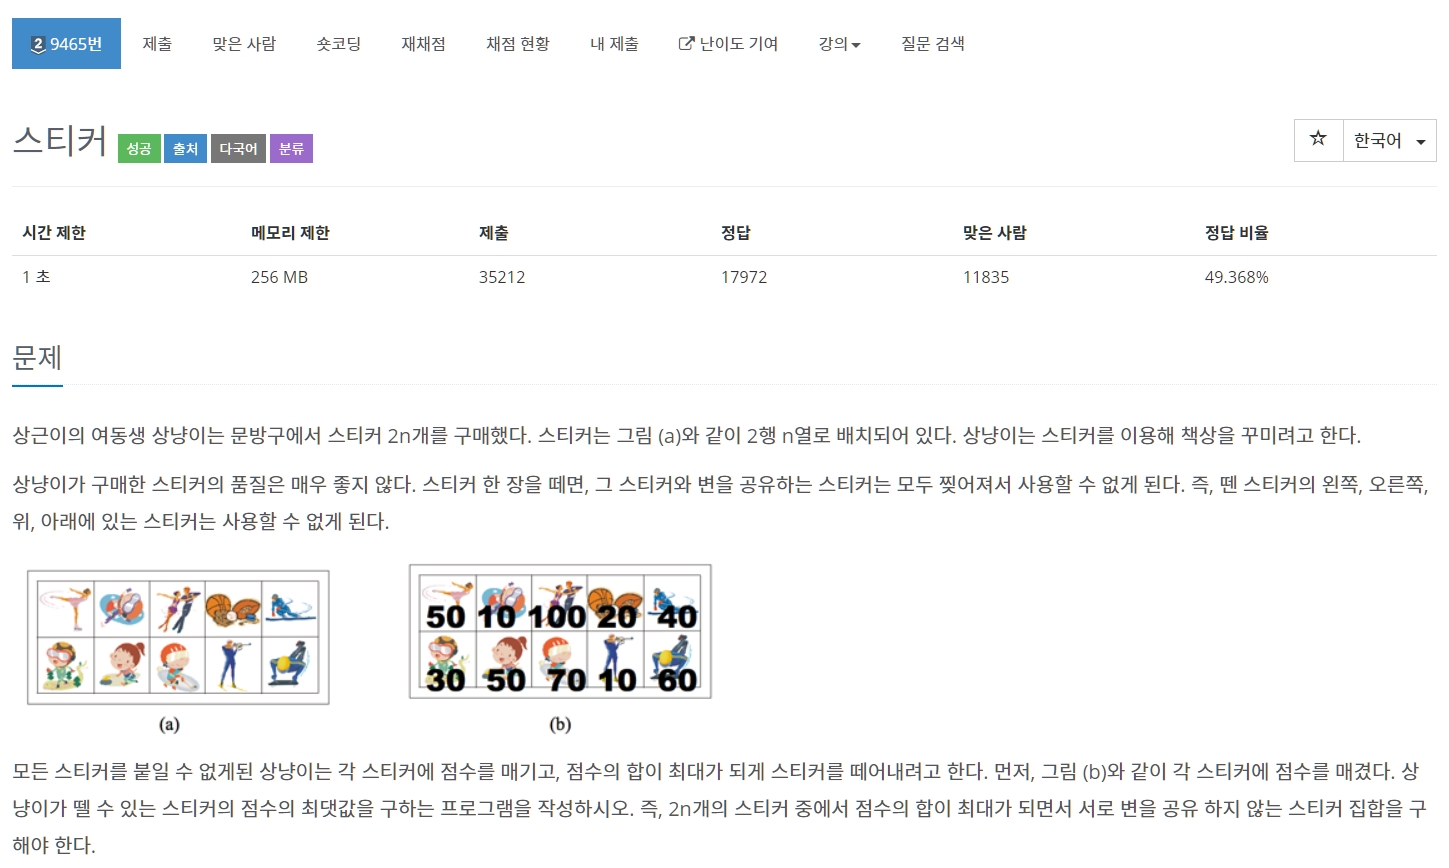 2 9465번 제출 맞은 사람 숏코딩 재채점 채점 현황 내 제출 난이도 기여 강의 질문 검색
스티커 성공 출처 다국어 분류 한국어
시간 제한 메모리 제한 제출 정답 맞은 사람 정답 비율
1 초 256 MB 35212 17972 11835 49.368%
문제
상근이의 여동생 상냥이는 문방구에서 스티커 2n개를 구매했다. 스티커는 그림 (a)와 같이 2행 n열로 배치되어 있다. 상냥이는 스티커를 이용해 책상을 꾸미려고 한다.
상냥이가 구매한 스티커의 품질은 매우 좋지 않다. 스티커 한 장을 떼면, 그 스티커와 변을 공유하는 스티커는 모두 찢어져서 사용할 수 없게 된다. 즉, 뗀 스티커의 왼쪽, 오른쪽,
위, 아래에 있는 스티커는 사용할 수 없게 된다.
50 10 100 20 40
30 50 70 10 60
(a) (b)
모든 스티커를 붙일 수 없게된 상냥이는 각 스티커에 점수를 매기고, 점수의 합이 최대가 되게 스티커를 떼어내려고 한다. 먼저, 그림 (b)와 같이 각 스티커에 점수를 매겼다. 상
냥이가 뗄 수 있는 스티커의 점수의 최댓값을 구하는 프로그램을 작성하시오. 즉, 2n개의 스티커 중에서 점수의 합이 최대가 되면서 서로 변을 공유 하지 않는 스티커 집합을 구
해야 한다.